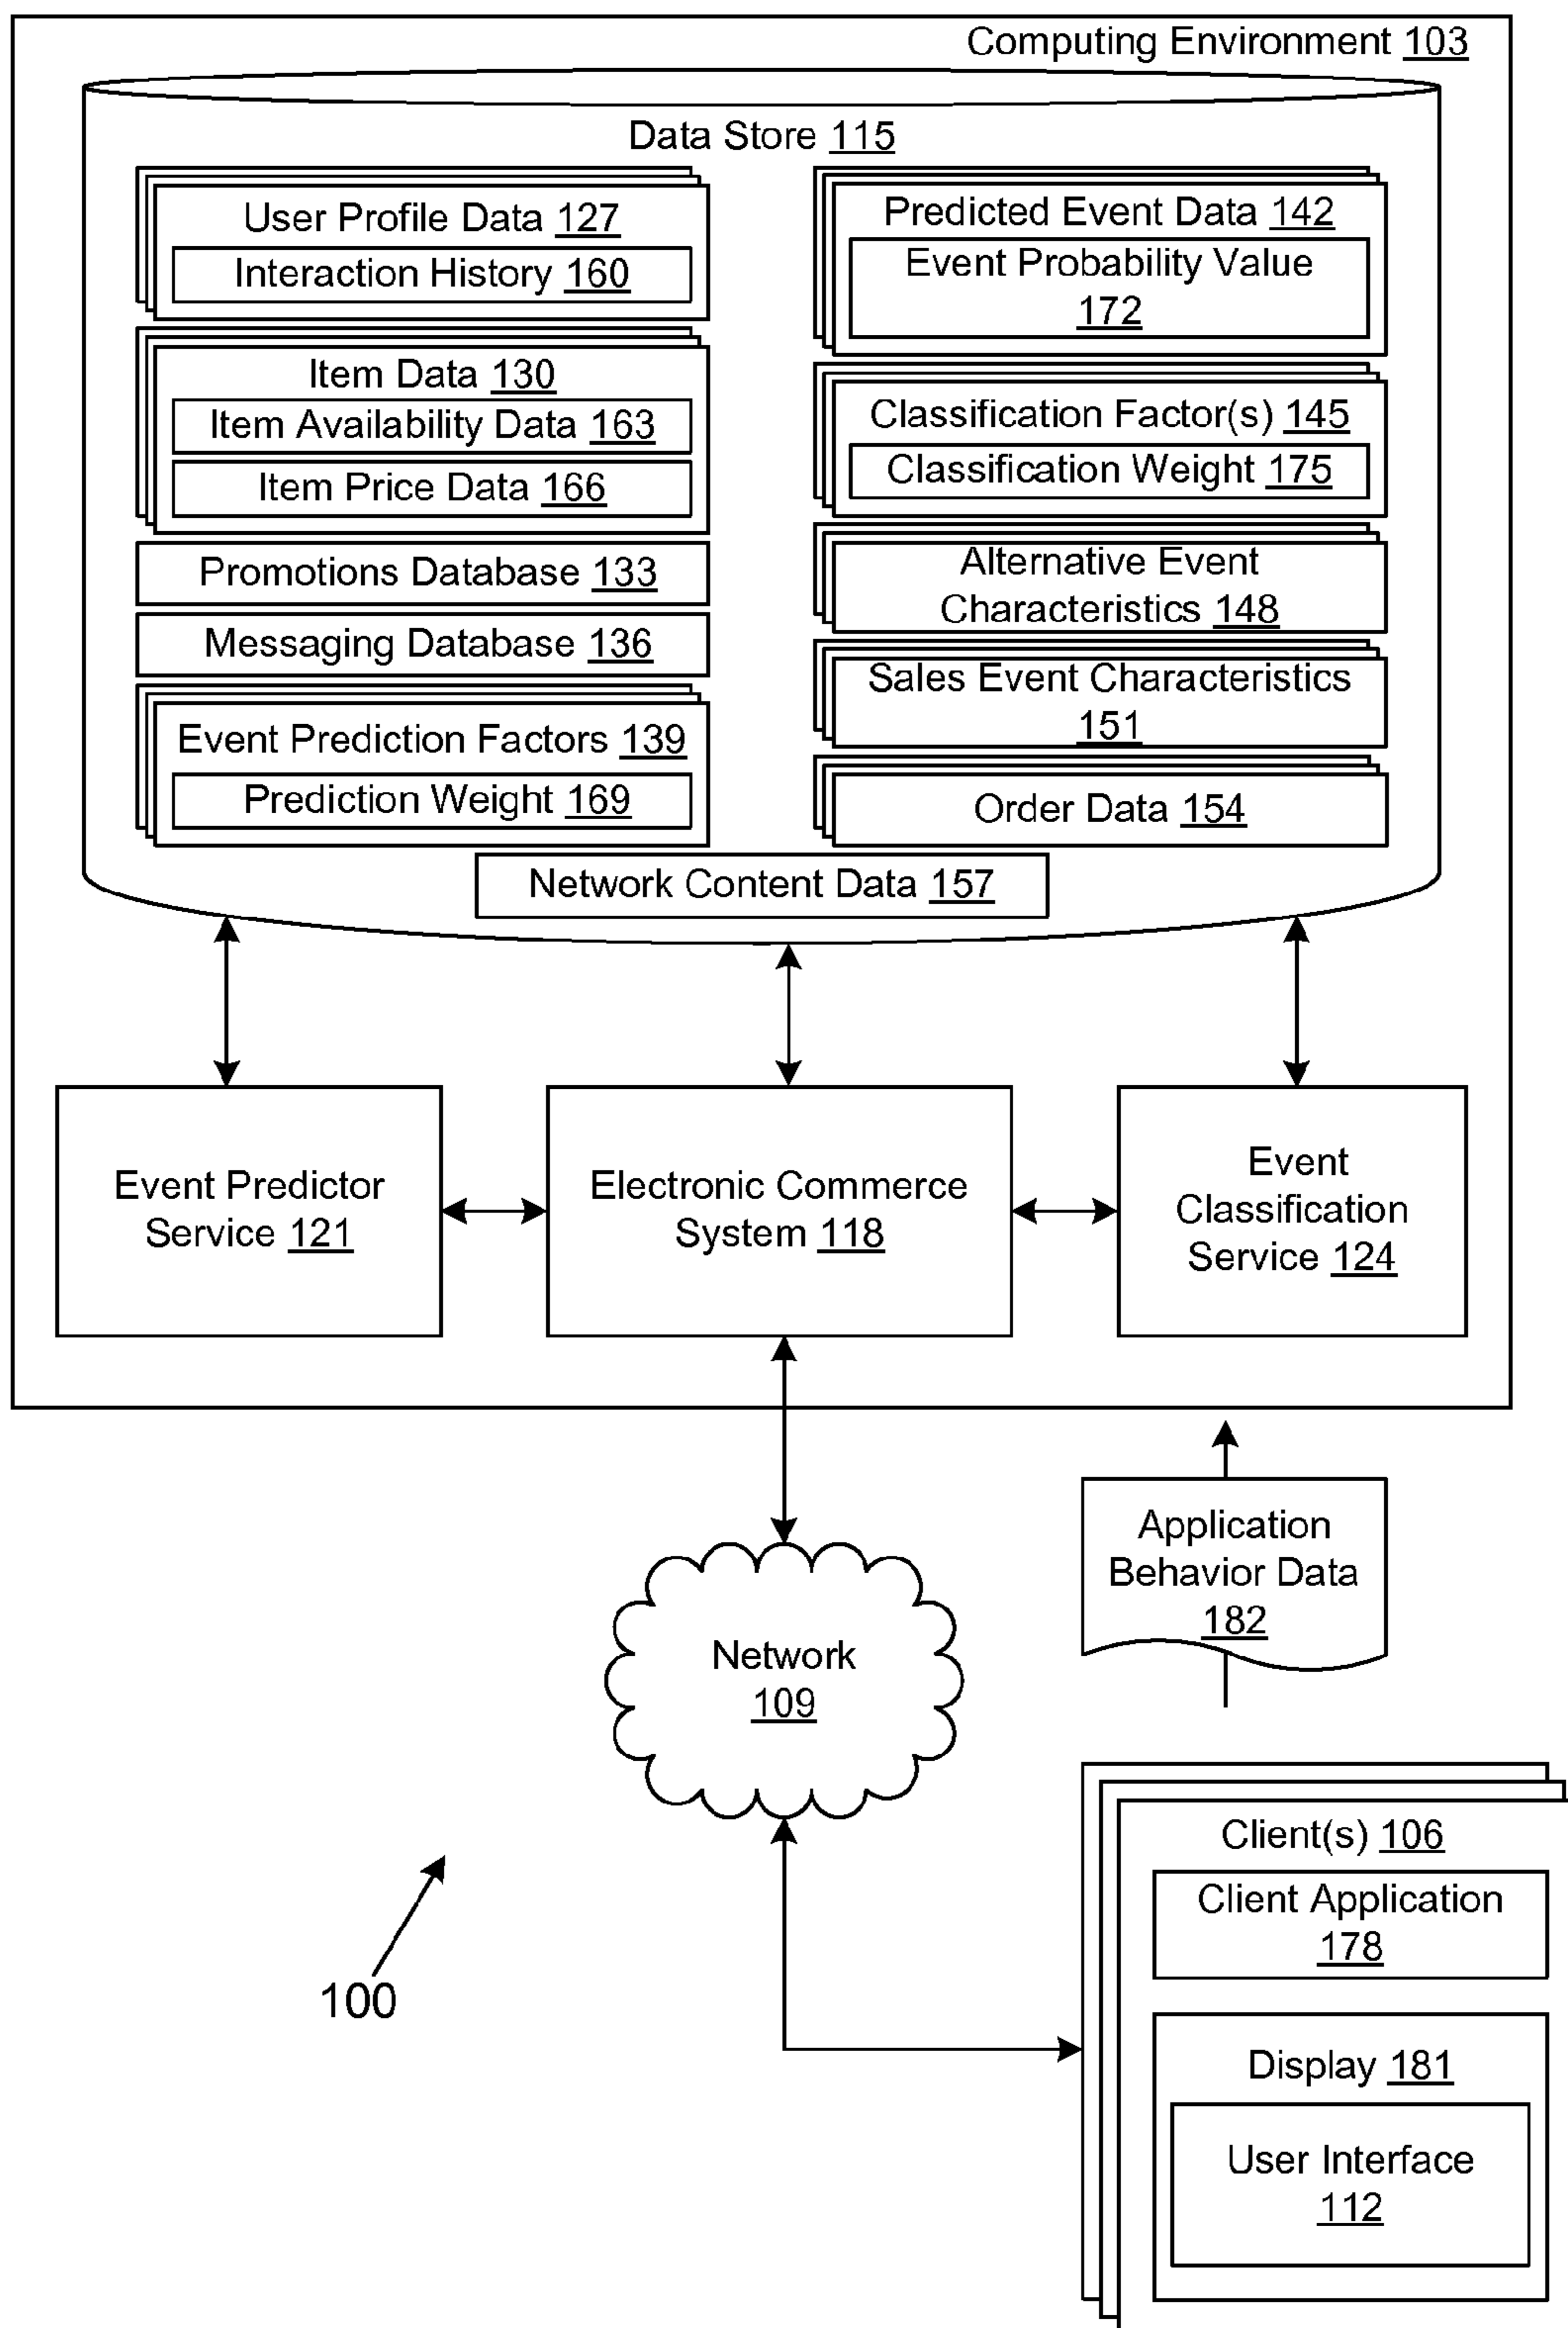 Computing Environment 103
Data Store 115
User Profile Data 127
Interaction History 160
Item Data 130
Item Availability Data 163
Item Price Data 166
Promotions Database 133
Messaging Database 136
Event Prediction Factors 139
Prediction Weight 169
Predicted Event Data 142
Event Probability Value
172
Classification Factor(s) 145
Classification Weight 175
Alternative Event
Characteristics 148
Sales Event Characteristics
151
Order Data 154
Network Content Data 157
Event Predictor
Service 121
Electronic Commerce
System 118
Event
Classification
Service 124
Application
Behavior Data
182
Network
109
100
Client(s) 106
Client Application
178
Display 181
User Interface
112